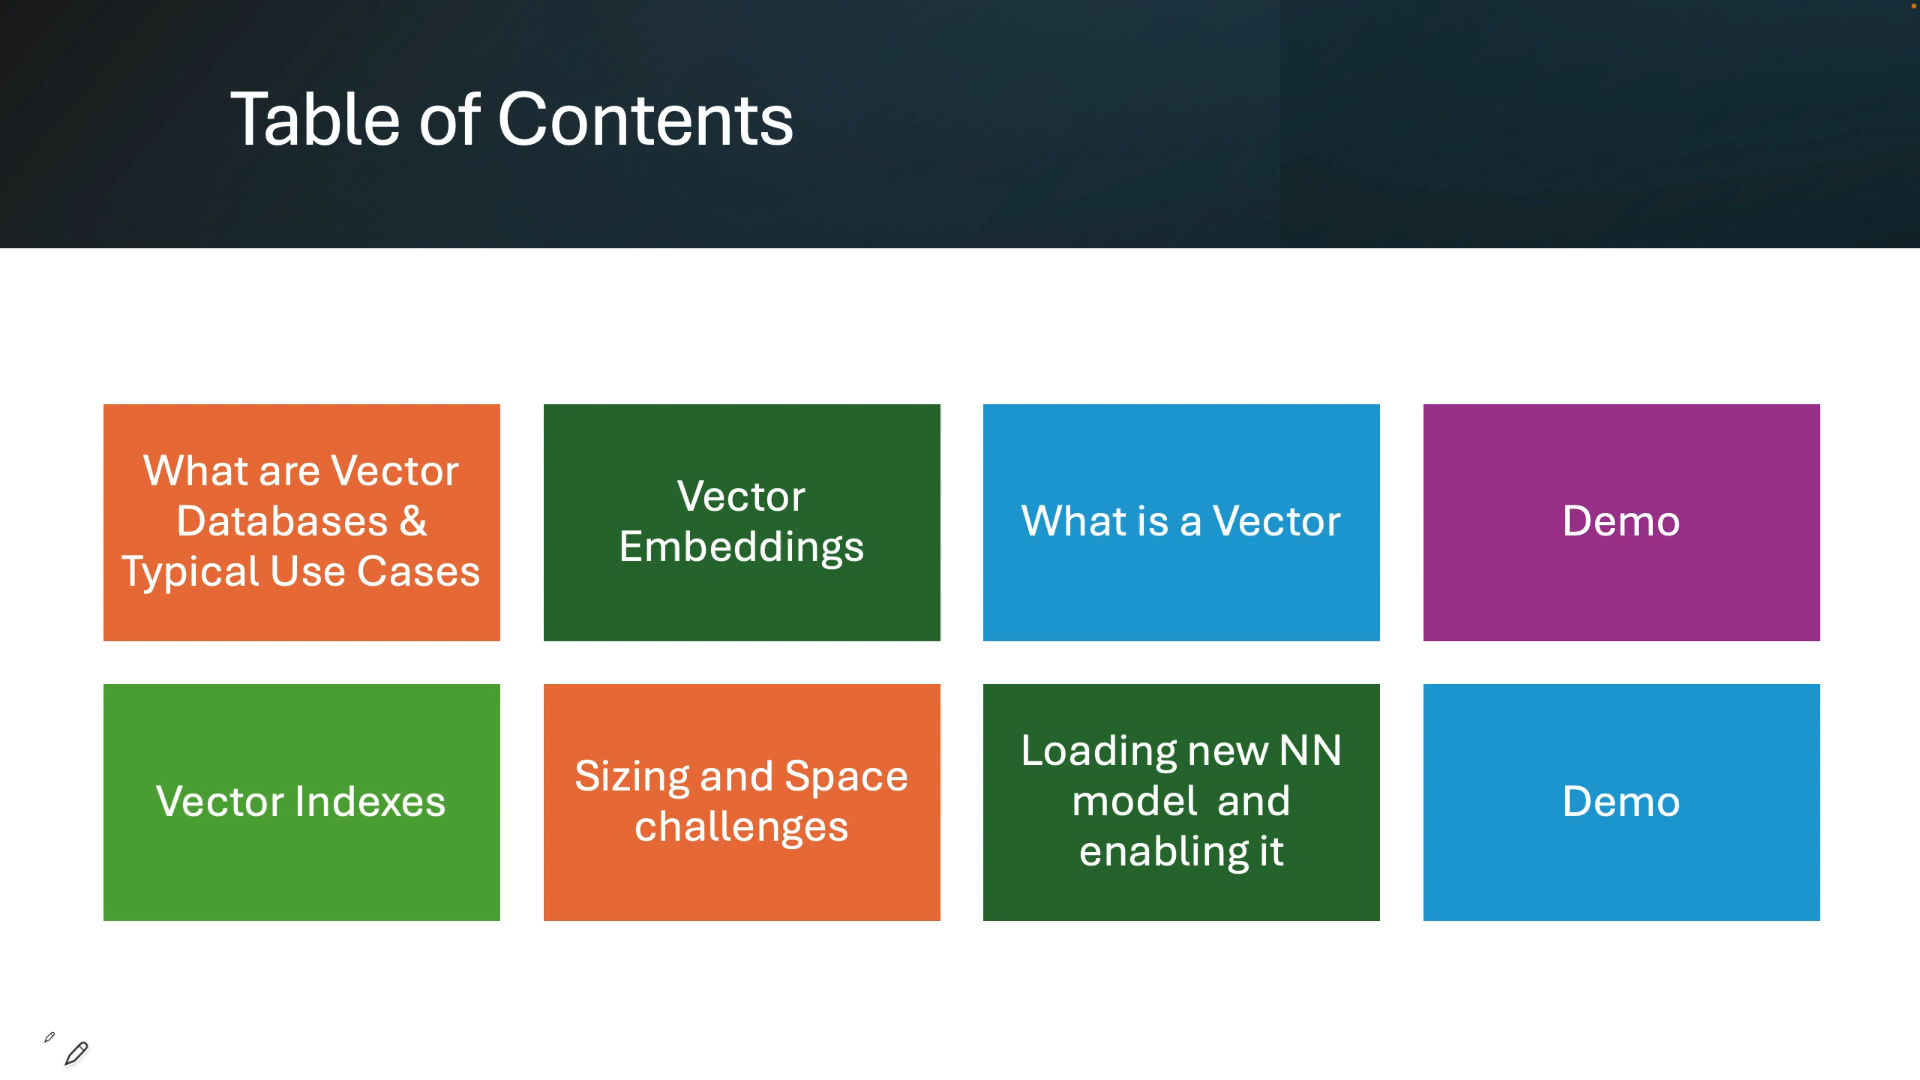 Table of Contents
What are Vector
Databases &
Typical Use Cases
Vector
Embeddings
What is a Vector
Demo
Vector Indexes
Sizing and Space
challenges
Loading new NN
model  and
enabling it
Demo